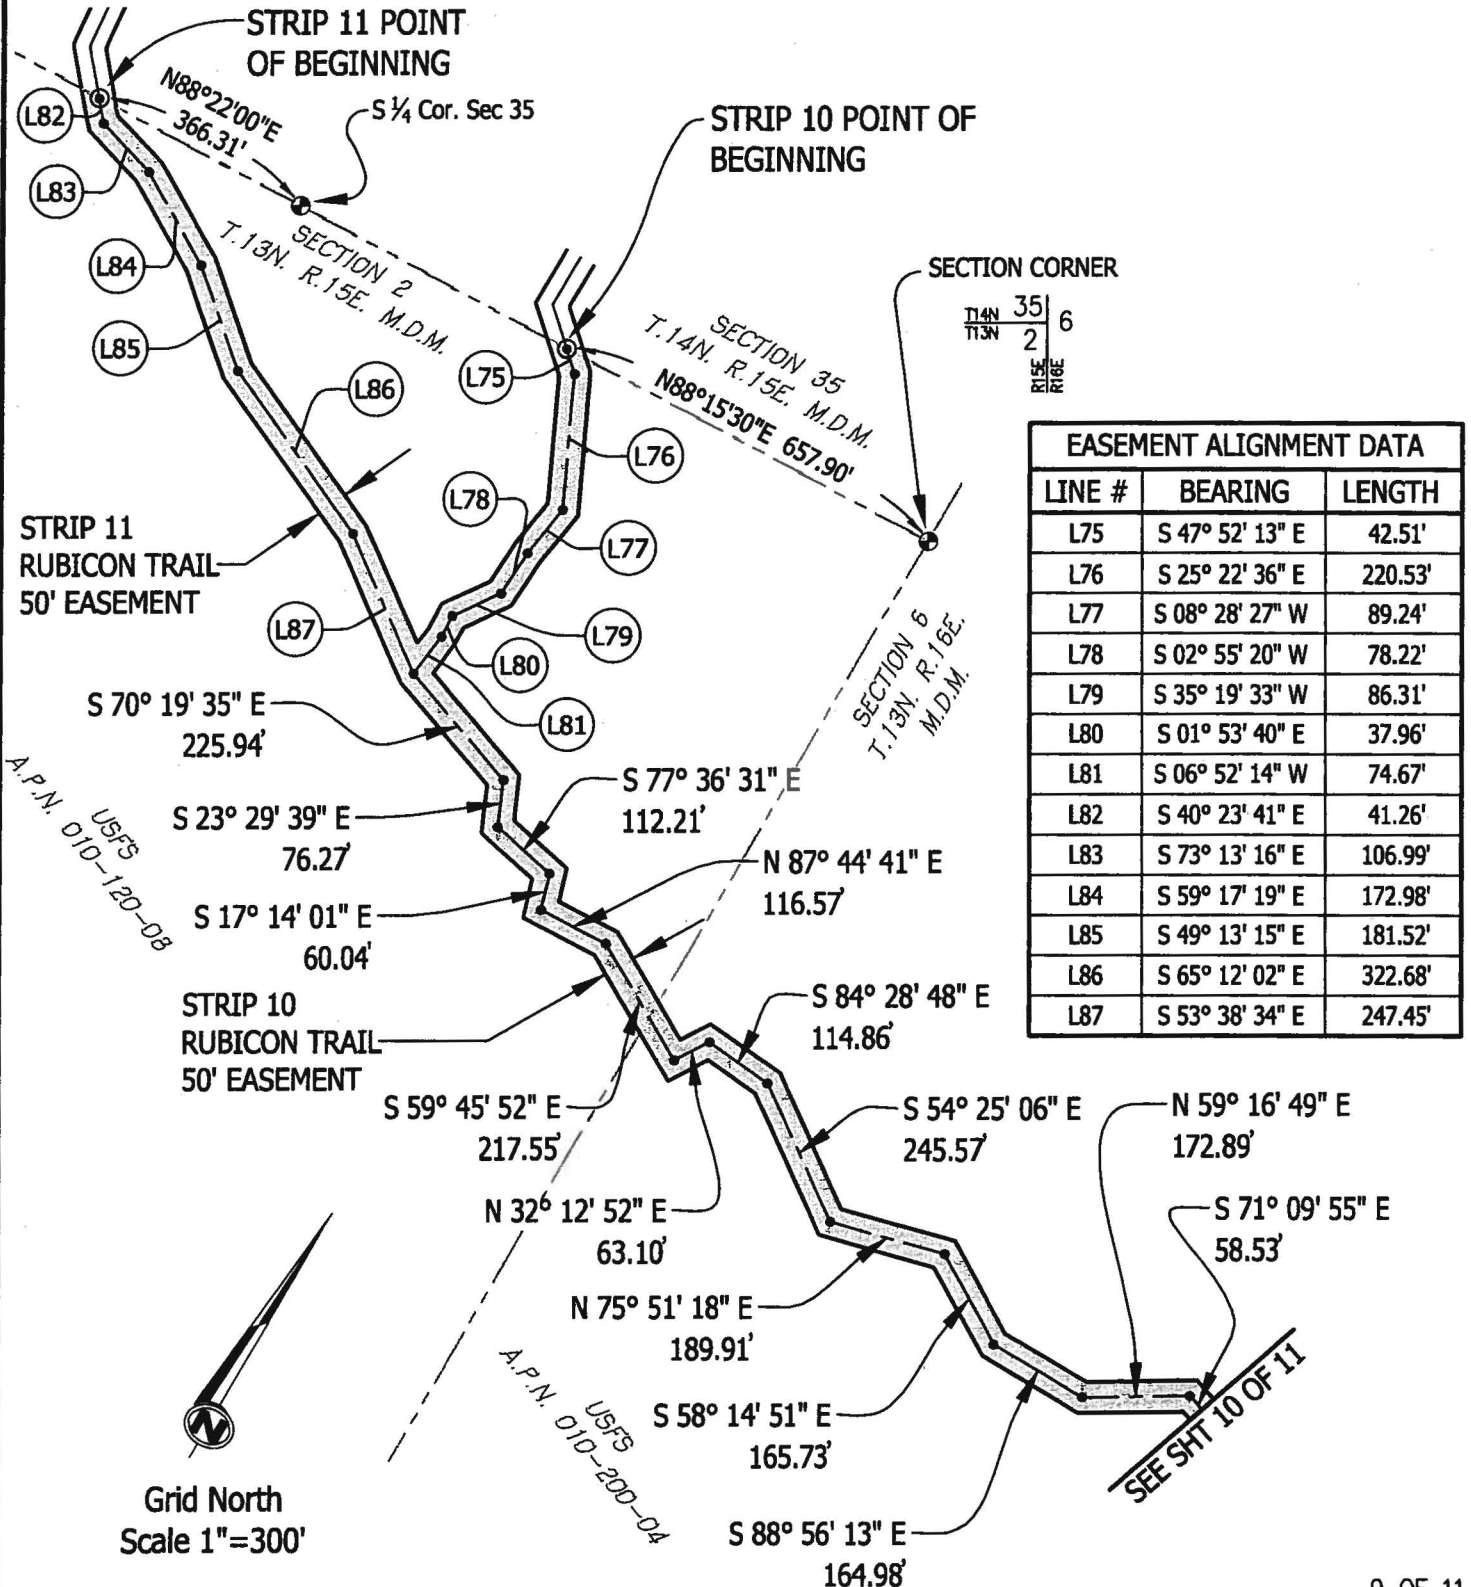 STRIP 11 POINT
OF BEGINNING
N88°22'00"E
366.31'
S ¼ Cor. Sec 35
STRIP 10 POINT OF
BEGINNING
L82
L83
L84
L85
L86
L87
SECTION 2
T.13N. R.15E. M.D.M.
SECTION 35
T.14N. R.15E. M.D.M.
N88°15'30"E 657.90'
SECTION CORNER
T14N 35
T13N 2
6
R15E
R16E
L75
L76
L77
L78
L79
L80
L81
STRIP 11
RUBICON TRAIL
50' EASEMENT
SECTION 6
T.13N. R.16E.
M.D.M.
EASEMENT ALIGNMENT DATA
LINE # BEARING LENGTH
L75 S 47° 52' 13" E 42.51'
L76 S 25° 22' 36" E 220.53'
L77 S 08° 28' 27" W 89.24'
L78 S 02° 55' 20" W 78.22'
L79 S 35° 19' 33" W 86.31'
L80 S 01° 53' 40" E 37.96'
L81 S 06° 52' 14" W 74.67'
L82 S 40° 23' 41" E 41.26'
L83 S 73° 13' 16" E 106.99'
L84 S 59° 17' 19" E 172.98'
L85 S 49° 13' 15" E 181.52'
L86 S 65° 12' 02" E 322.68'
L87 S 53° 38' 34" E 247.45'
S 70° 19' 35" E
225.94'
S 23° 29' 39" E
76.27'
S 77° 36' 31" E
112.21'
S 17° 14' 01" E
60.04'
N 87° 44' 41" E
116.57'
USFS
A.P.N. 010-120-08
STRIP 10
RUBICON TRAIL
50' EASEMENT
S 59° 45' 52" E
217.55'
S 84° 28' 48" E
114.86'
N 32° 12' 52" E
63.10'
S 54° 25' 06" E
245.57'
N 59° 16' 49" E
172.89'
S 71° 09' 55" E
58.53'
N 75° 51' 18" E
189.91'
S 58° 14' 51" E
165.73'
S 88° 56' 13" E
164.98'
USFS
A.P.N. 010-200-04
SEE SHT 10 OF 11
N
Grid North
Scale 1"=300'
9 OF 11